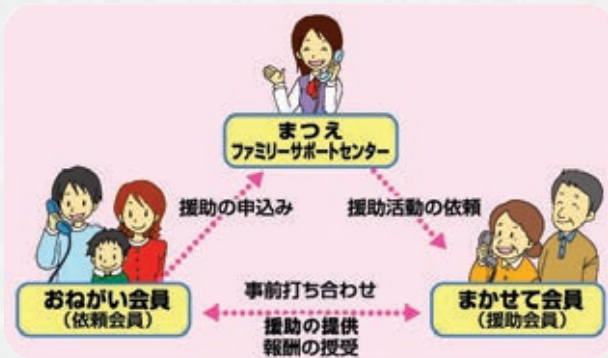 まつえ
ファミリーサポートセンター
援助の申込み
援助活動の依頼
おねがい会員
(依頼会員)
事前打ち合わせ
援助の提供
報酬の授受
まかせて会員
(援助会員)